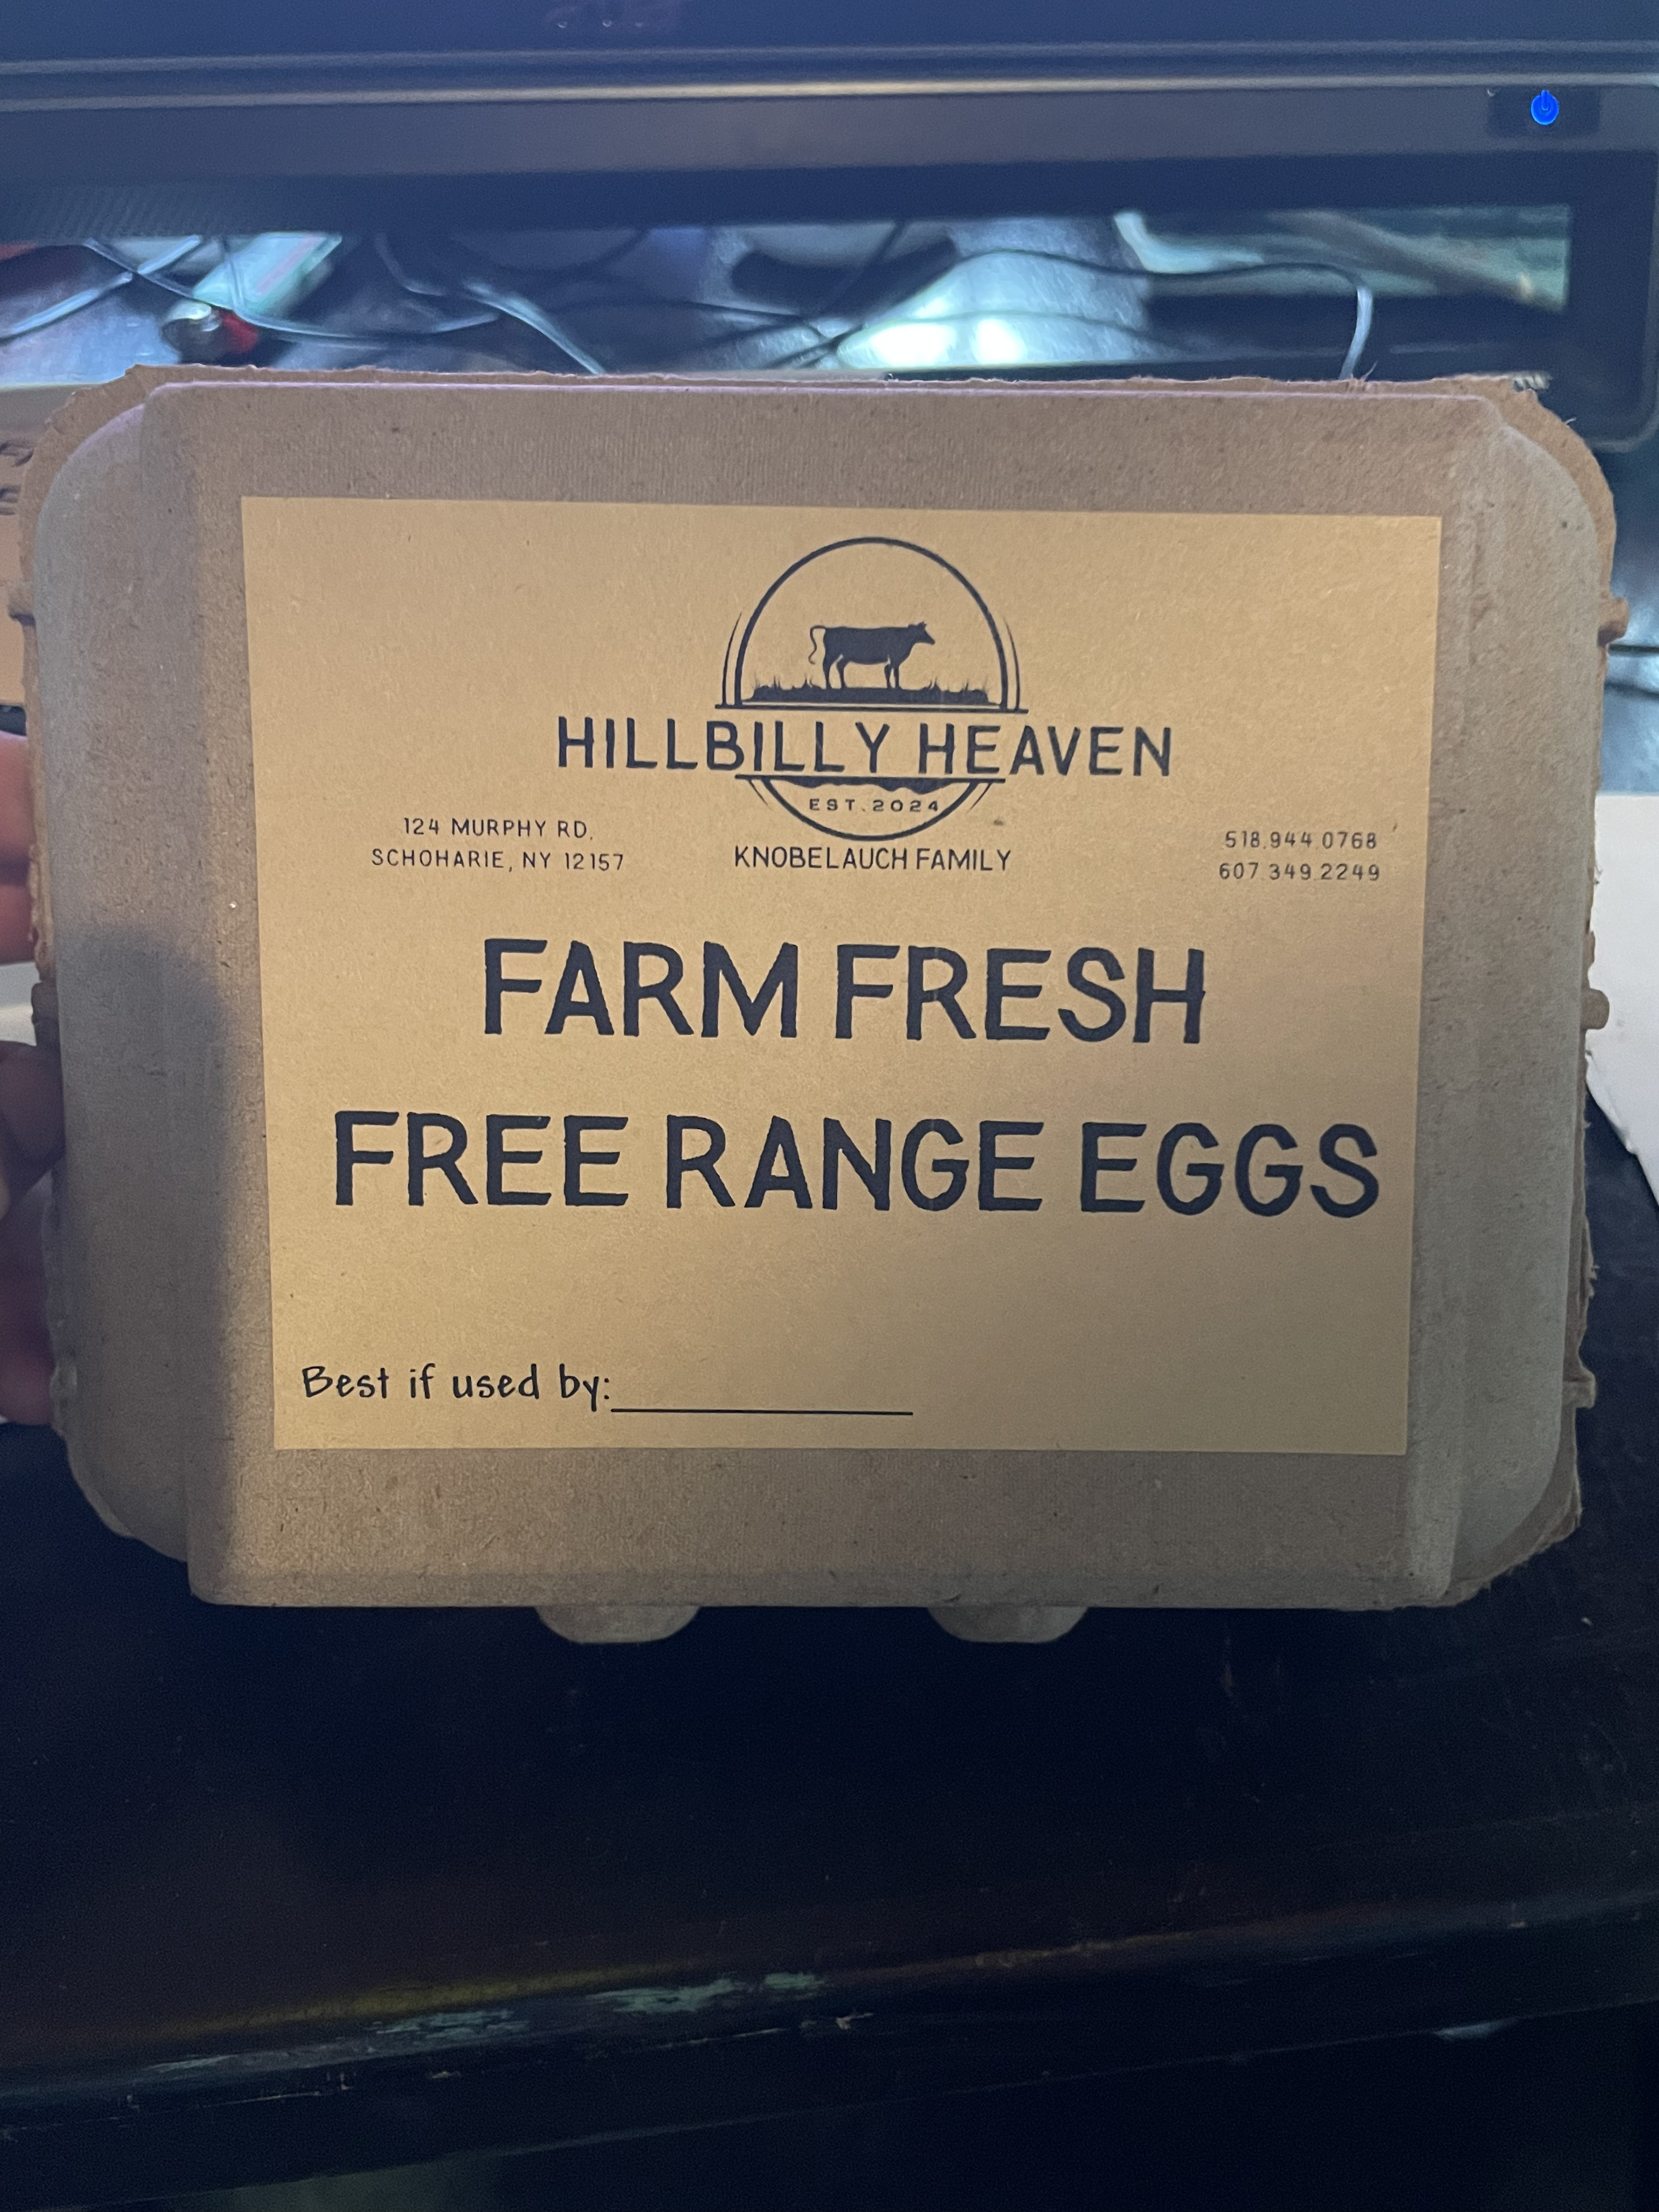 HILLBILLY HEAVEN
EST. 2024
124 MURPHY RD.
SCHOHARIE, NY 12157
KNOBELAUCH FAMILY
518.944.0768
607.349.2249
FARM FRESH
FREE RANGE EGGS
Best if used by: